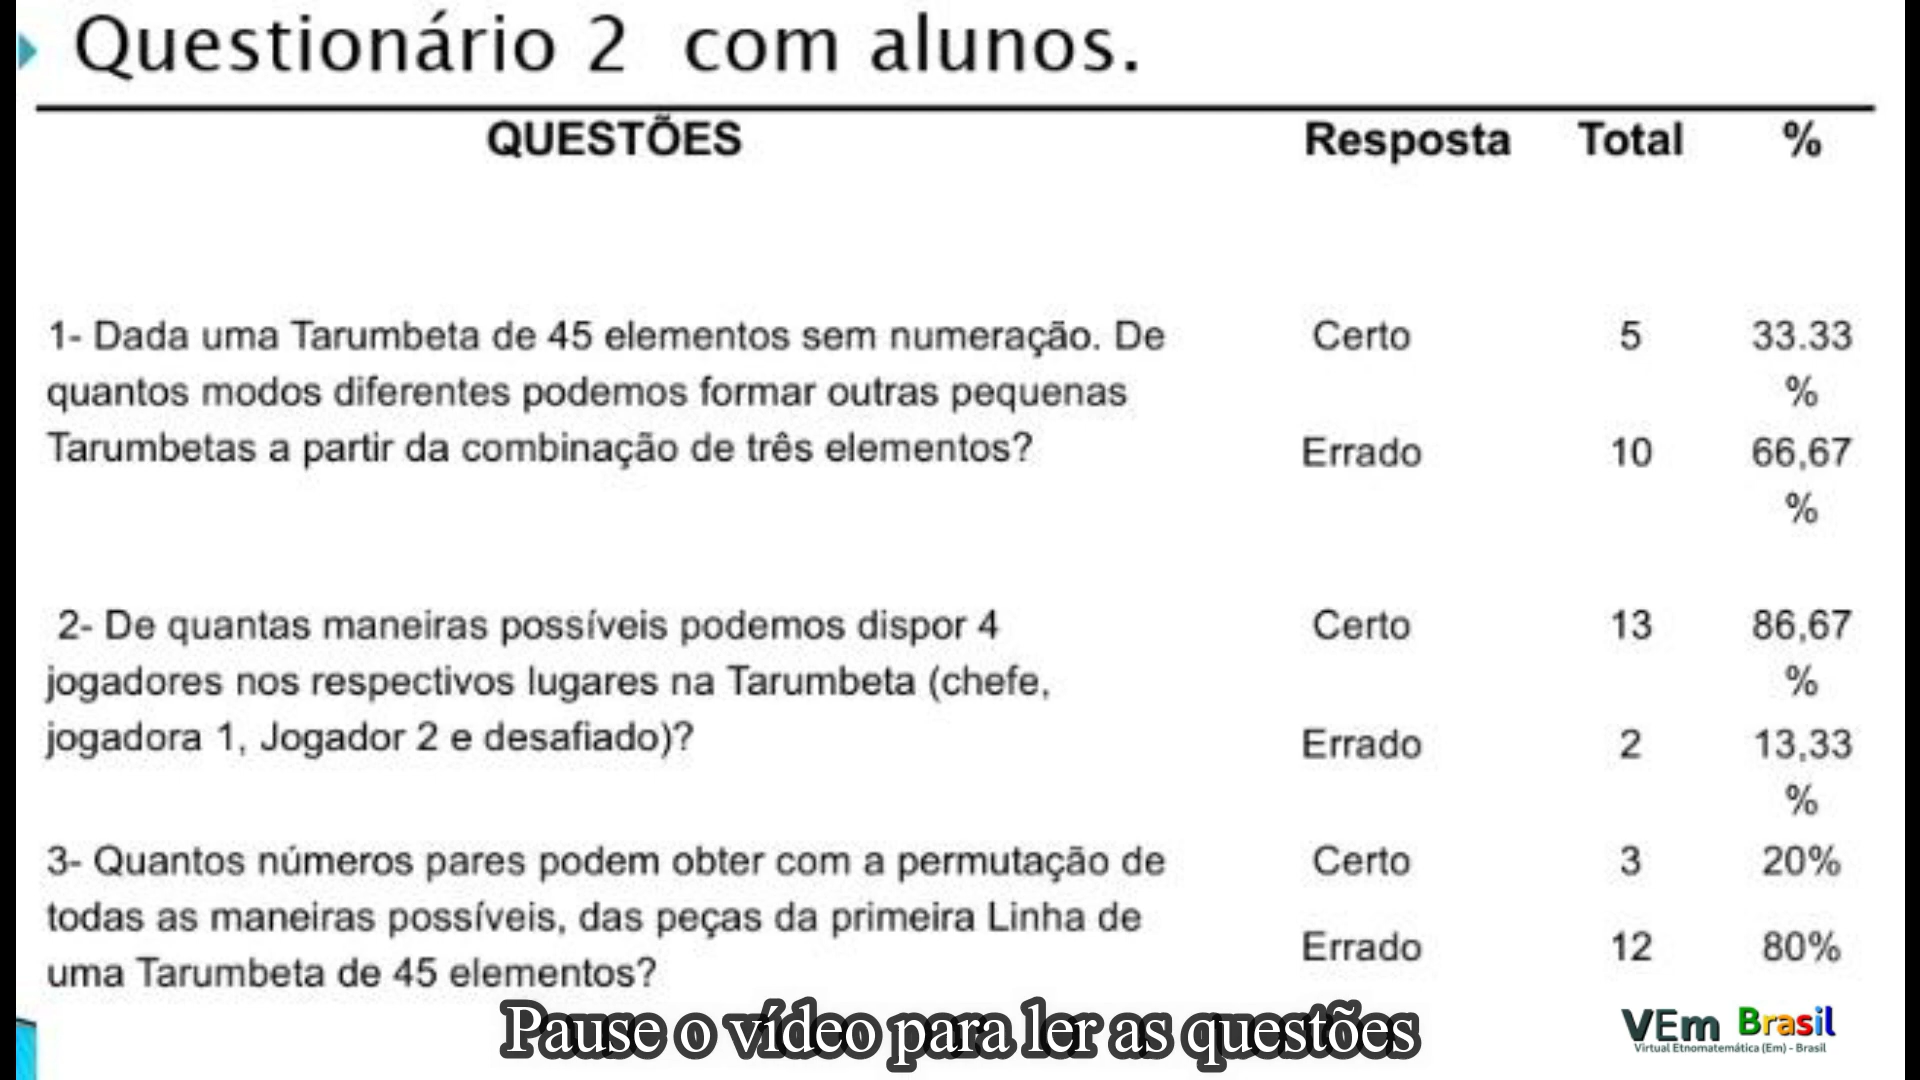 Questionário 2 com alunos.
QUESTÕES Resposta Total %
1- Dada uma Tarumbeta de 45 elementos sem numeração. De Certo 5 33.33
quantos modos diferentes podemos formar outras pequenas %
Tarumbetas a partir da combinação de três elementos? Errado 10 66,67
%
2- De quantas maneiras possíveis podemos dispor 4 Certo 13 86,67
jogadores nos respectivos lugares na Tarumbeta (chefe, %
jogadora 1, Jogador 2 e desafiado)? Errado 2 13,33
%
3- Quantos números pares podem obter com a permutação de Certo 3 20%
todas as maneiras possíveis, das peças da primeira Linha de
uma Tarumbeta de 45 elementos? Errado 12 80%
Pause o vídeo para ler as questões
VEm Brasil
Virtual Etnomatemática (Em) - Brasil